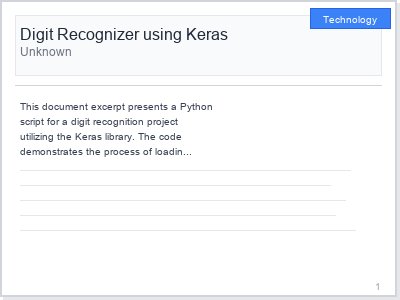 Technology
Digit Recognizer using Keras
Unknown
This document excerpt presents a Python
script for a digit recognition project
utilizing the Keras library. The code
demonstrates the process of loadin...
1